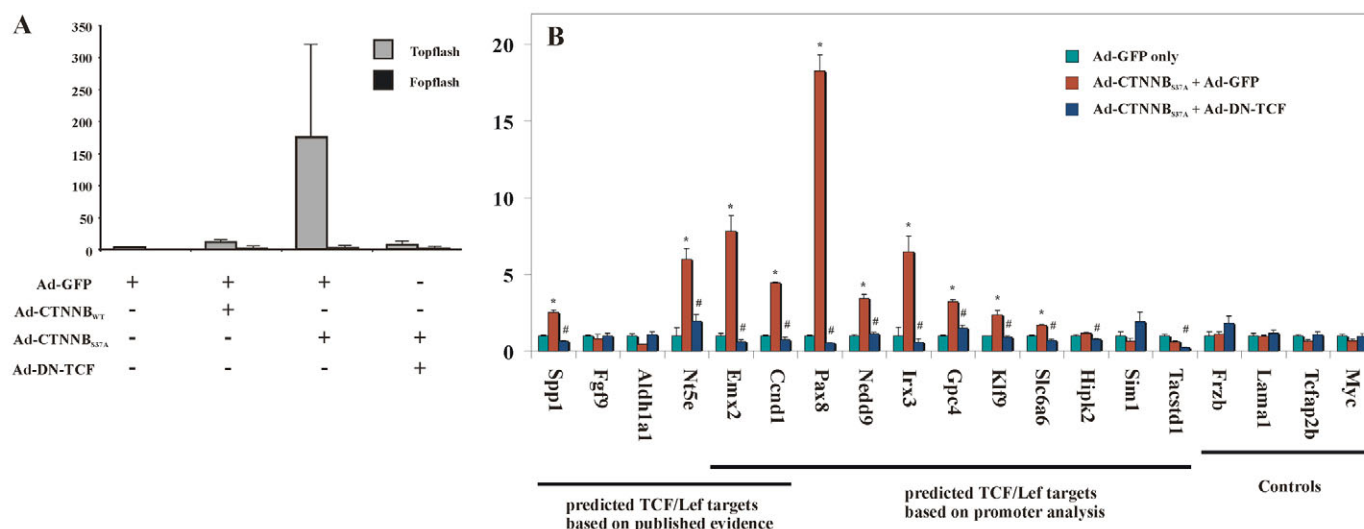 A
350
300
250
200
150
100
50
0
Topflash
Fopflash
Ad-GFP + + + -
Ad-CTNNBWT - + - -
Ad-CTNNBS37A - - + +
Ad-DN-TCF - - - +
B
20
15
10
5
0
Ad-GFP only
Ad-CTNNBS37A + Ad-GFP
Ad-CTNNBS37A + Ad-DN-TCF
* # * # * # * # * # * # * # * # * # * # # #
Spp1
Fgf9
Aldh1a1
Nt5e
Emx2
Ccnd1
Pax8
Nedd9
Irx3
Gpc4
Klf9
Slc6a6
Hipk2
Sim1
Tacstd1
Frzb
Lama1
Tcfap2b
Myc
predicted TCF/Lef targets
based on published evidence
predicted TCF/Lef targets
based on promoter analysis
Controls